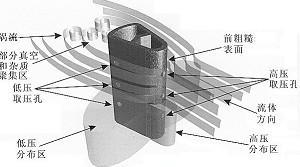 涡流
部分真空
和杂质
聚集区
低压
取压孔
低压
分布区
前粗糙
表面
高压
取压孔
流体
方向
高压
分布区